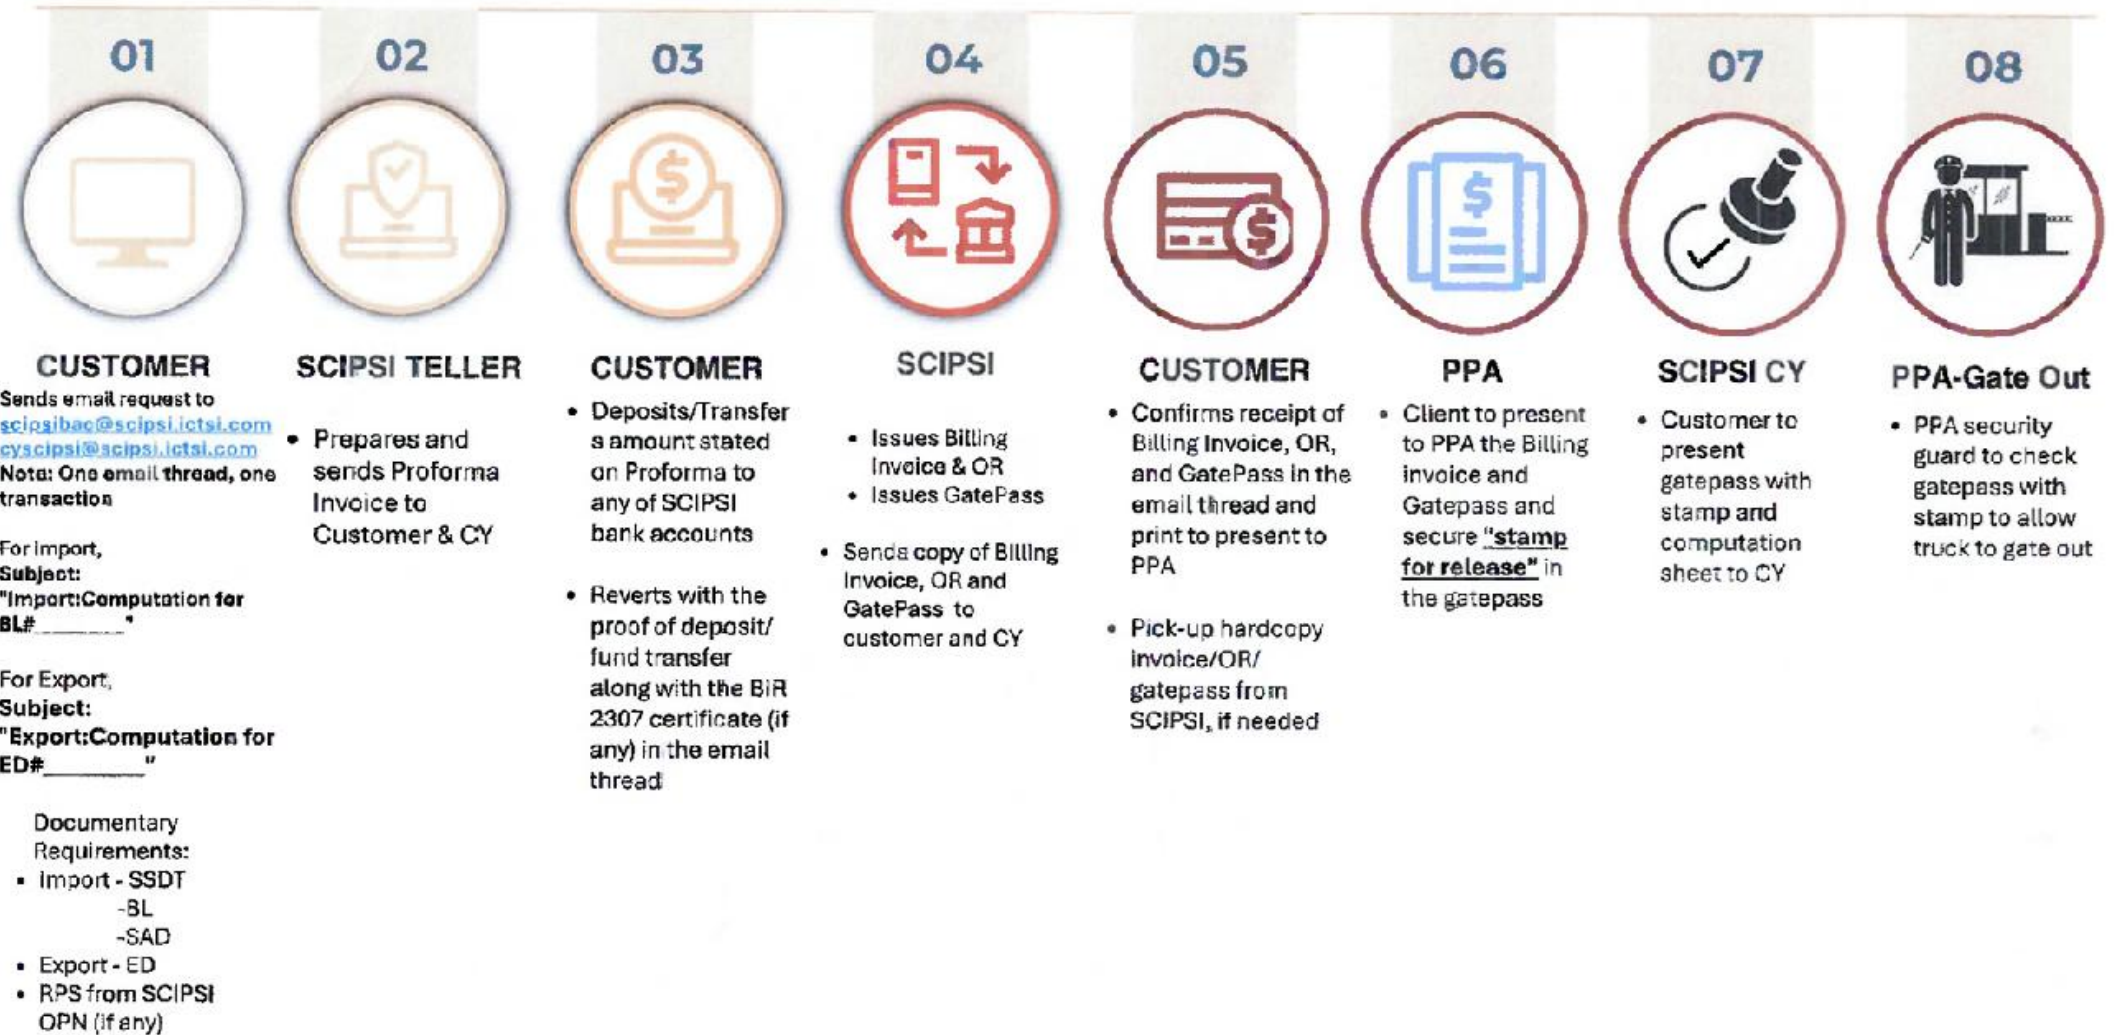 01
CUSTOMER
Sends email request to
scipsibac@scipsi.ictsi.com
cyscipsi@scipsi.ictsi.com
Note: One email thread, one
transaction
For import,
Subject:
"Import:Computation for
BL#________"
For Export,
Subject:
"Export:Computation for
ED#_________"
Documentary
Requirements:
• Import - SSDT
-BL
-SAD
• Export - ED
• RPS from SCIPSI
OPN (if any)
02
SCIPSI TELLER
• Prepares and
sends Proforma
Invoice to
Customer & CY
03
CUSTOMER
• Deposits/Transfer
s amount stated
on Proforma to
any of SCIPSI
bank accounts
• Reverts with the
proof of deposit/
fund transfer
along with the BIR
2307 certificate (if
any) in the email
thread
04
SCIPSI
• Issues Billing
Invoice & OR
• Issues GatePass
• Sends copy of Billing
Invoice, OR and
GatePass to
customer and CY
05
CUSTOMER
• Confirms receipt of
Billing Invoice, OR,
and GatePass in the
email thread and
print to present to
PPA
• Pick-up hardcopy
invoice/OR/
gatepass from
SCIPSI, if needed
06
PPA
• Client to present
to PPA the Billing
invoice and
Gatepass and
secure "stamp
for release" in
the gatepass
07
SCIPSI CY
• Customer to
present
gatepass with
stamp and
computation
sheet to CY
08
PPA-Gate Out
• PPA security
guard to check
gatepass with
stamp to allow
truck to gate out